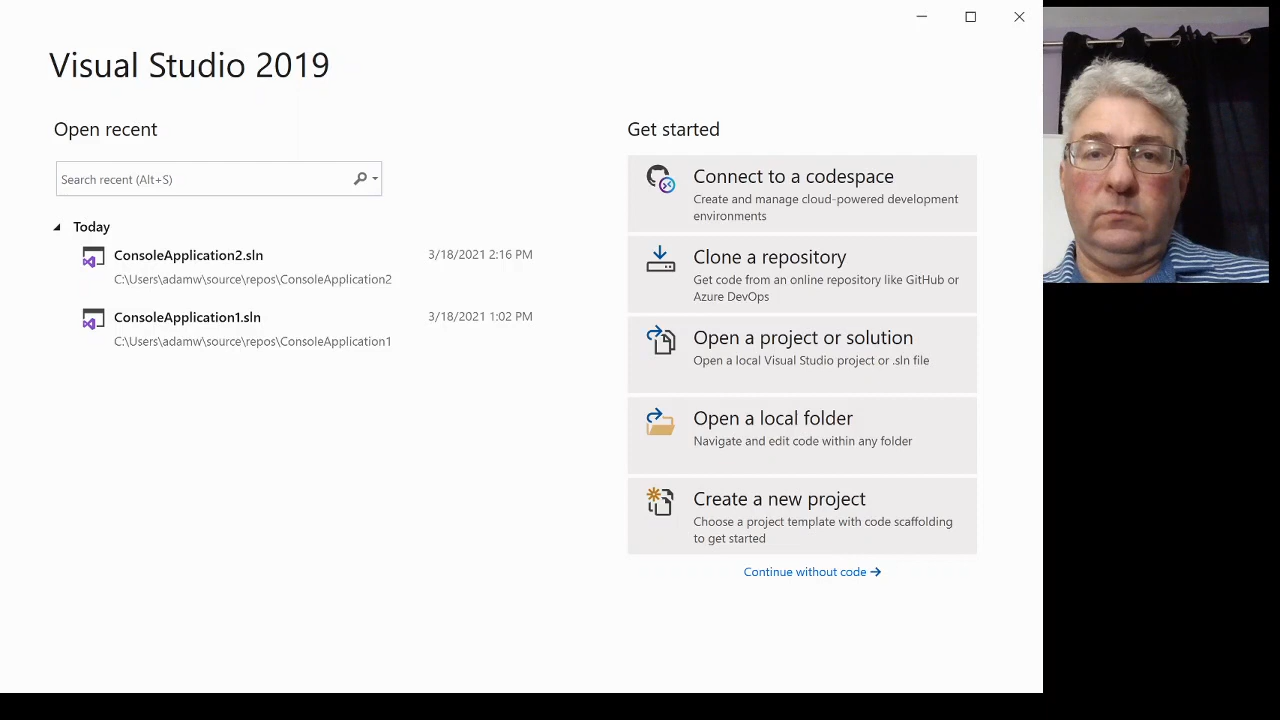 Visual Studio 2019
Open recent
Search recent (Alt+S)
Today
ConsoleApplication2.sln
3/18/2021 2:16 PM
C:\Users\adamw\source\repos\ConsoleApplication2
ConsoleApplication1.sln
3/18/2021 1:02 PM
C:\Users\adamw\source\repos\ConsoleApplication1
Get started
Connect to a codespace
Create and manage cloud-powered development
environments
Clone a repository
Get code from an online repository like GitHub or
Azure DevOps
Open a project or solution
Open a local Visual Studio project or .sln file
Open a local folder
Navigate and edit code within any folder
Create a new project
Choose a project template with code scaffolding
to get started
Continue without code →